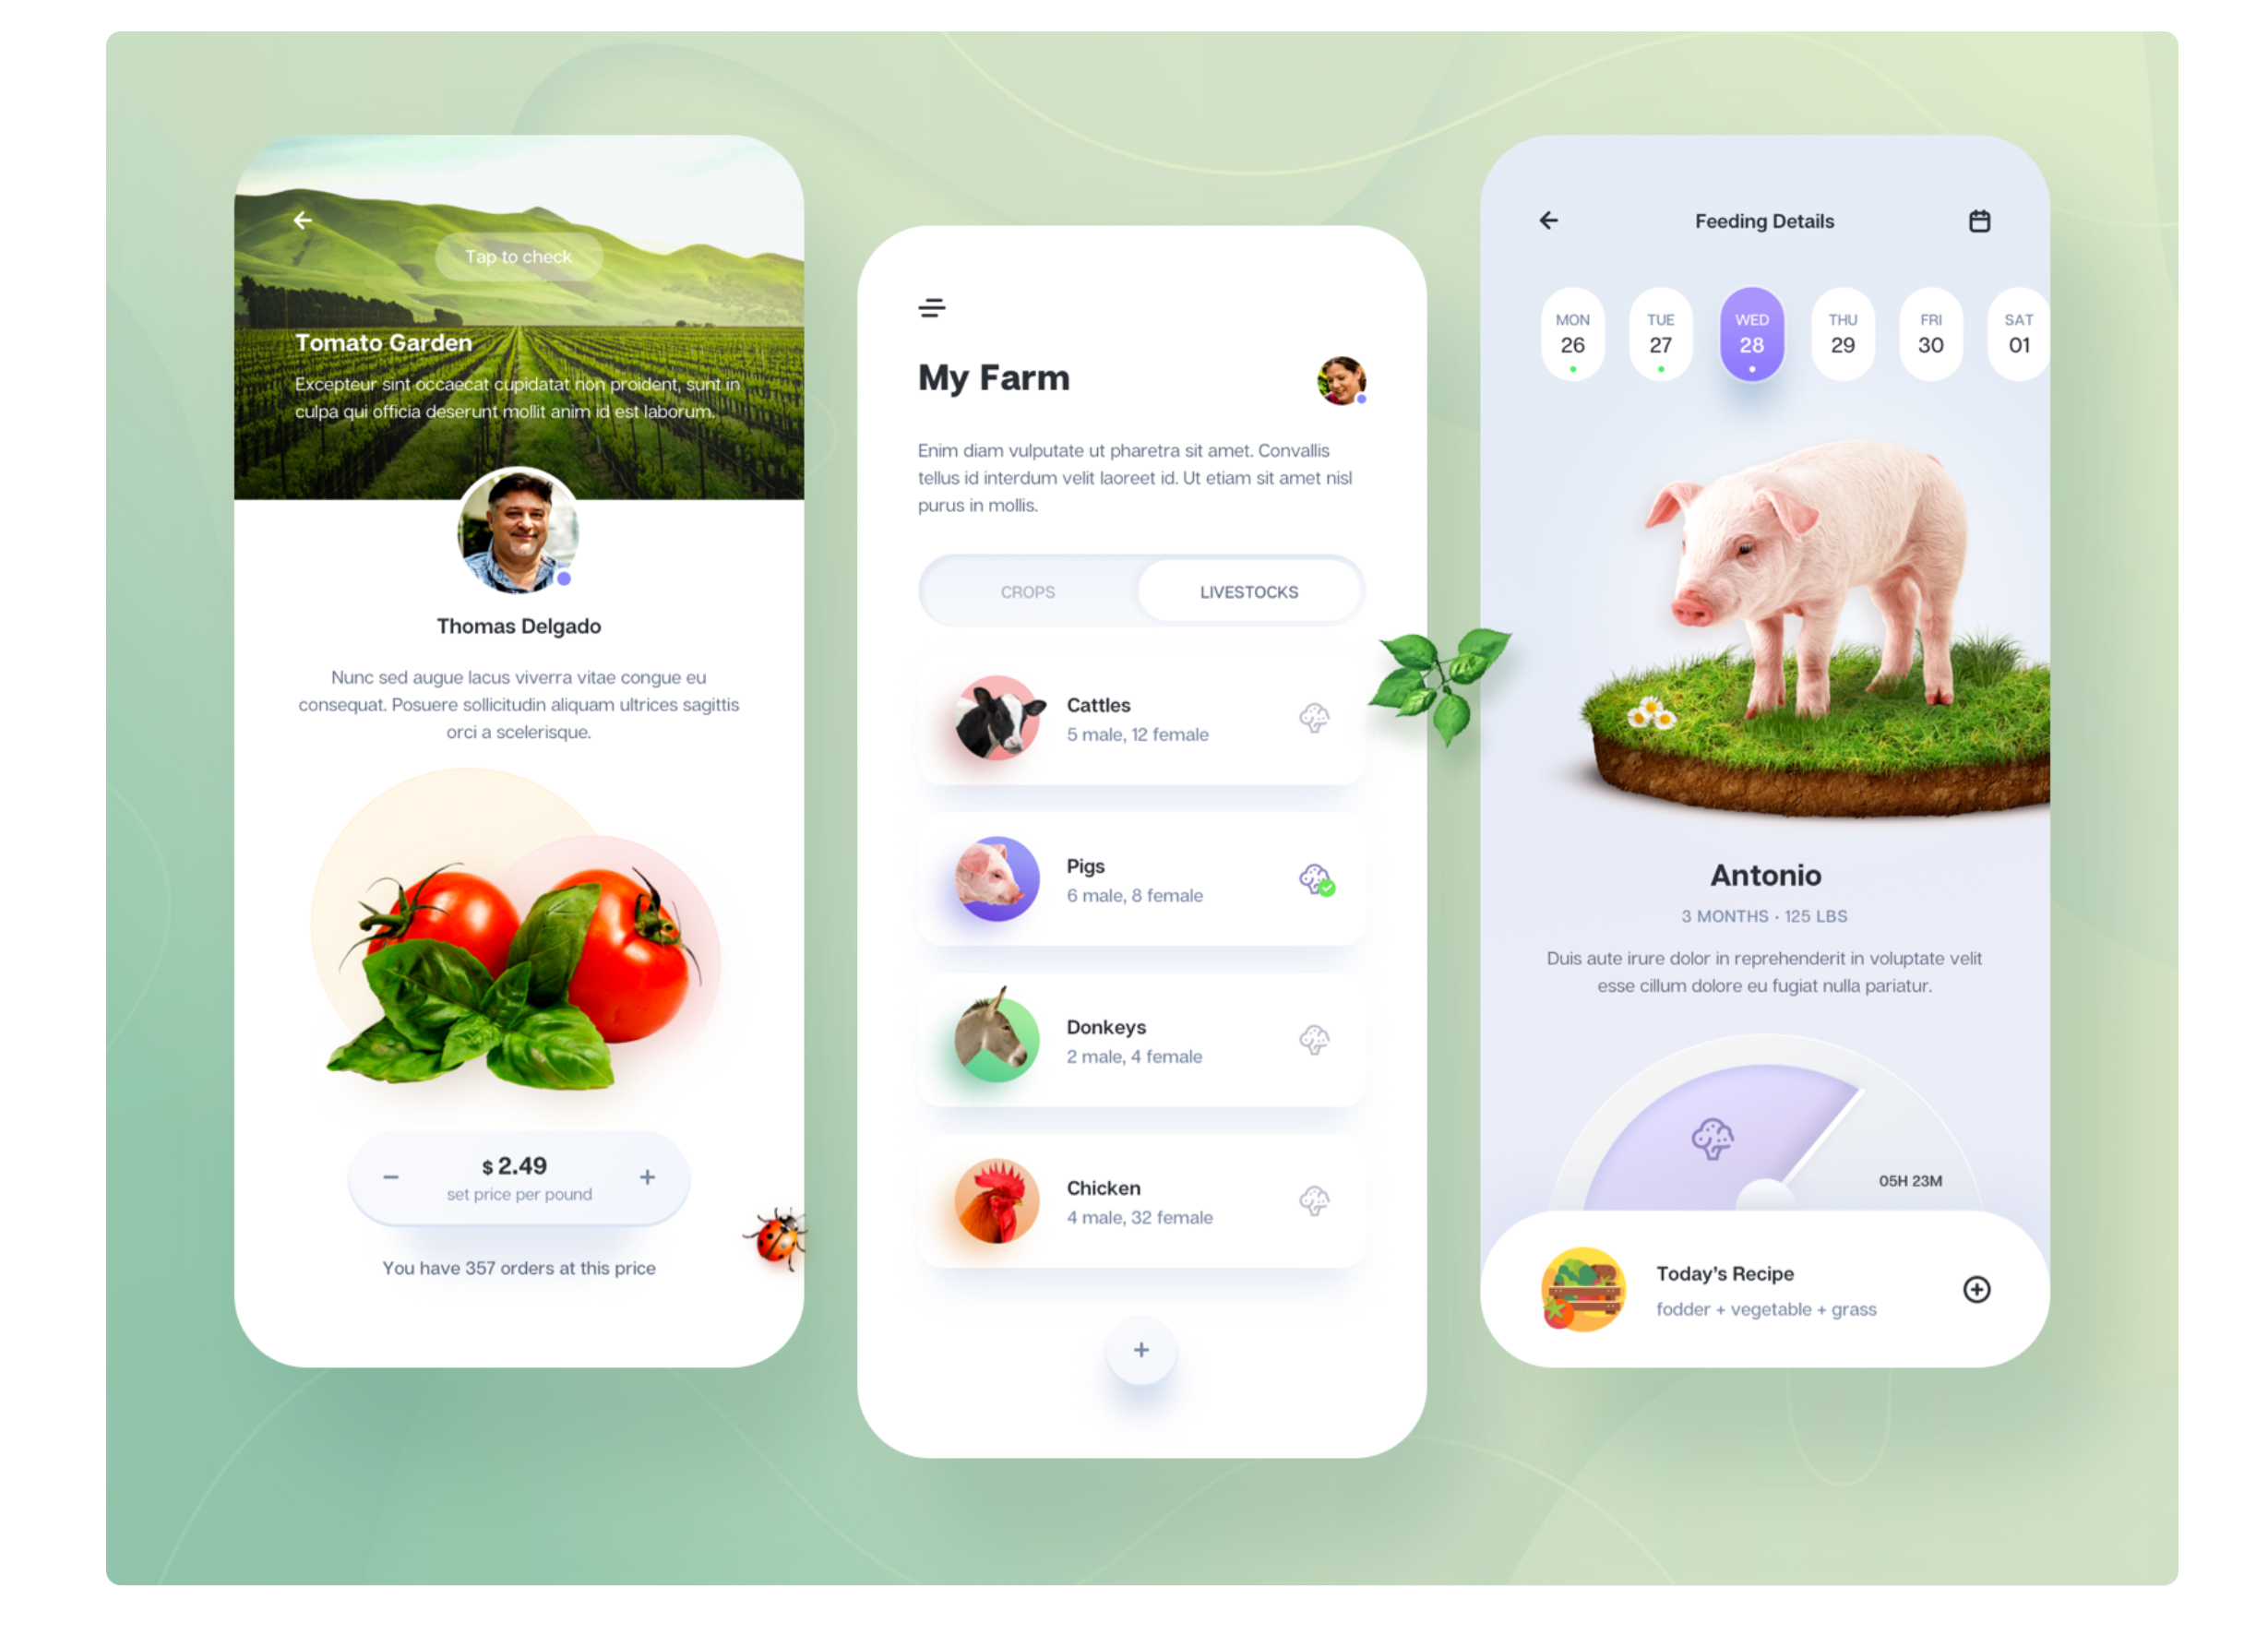 Tap to check
Tomato Garden
Excepteur sint occaecat cupidatat non proident, sunt in
culpa qui officia deserunt mollit anim id est laborum.
Thomas Delgado
Nunc sed augue lacus viverra vitae congue eu
consequat. Posuere sollicitudin aliquam ultrices sagittis
orci a scelerisque.
$ 2.49
set price per pound
You have 357 orders at this price
My Farm
Enim diam vulputate ut pharetra sit amet. Convallis
tellus id interdum velit laoreet id. Ut etiam sit amet nisl
purus in mollis.
CROPS LIVESTOCKS
Cattles
5 male, 12 female
Pigs
6 male, 8 female
Donkeys
2 male, 4 female
Chicken
4 male, 32 female
Feeding Details
MON TUE WED THU FRI SAT
26 27 28 29 30 01
Antonio
3 MONTHS · 125 LBS
Duis aute irure dolor in reprehenderit in voluptate velit
esse cillum dolore eu fugiat nulla pariatur.
05H 23M
Today's Recipe
fodder + vegetable + grass